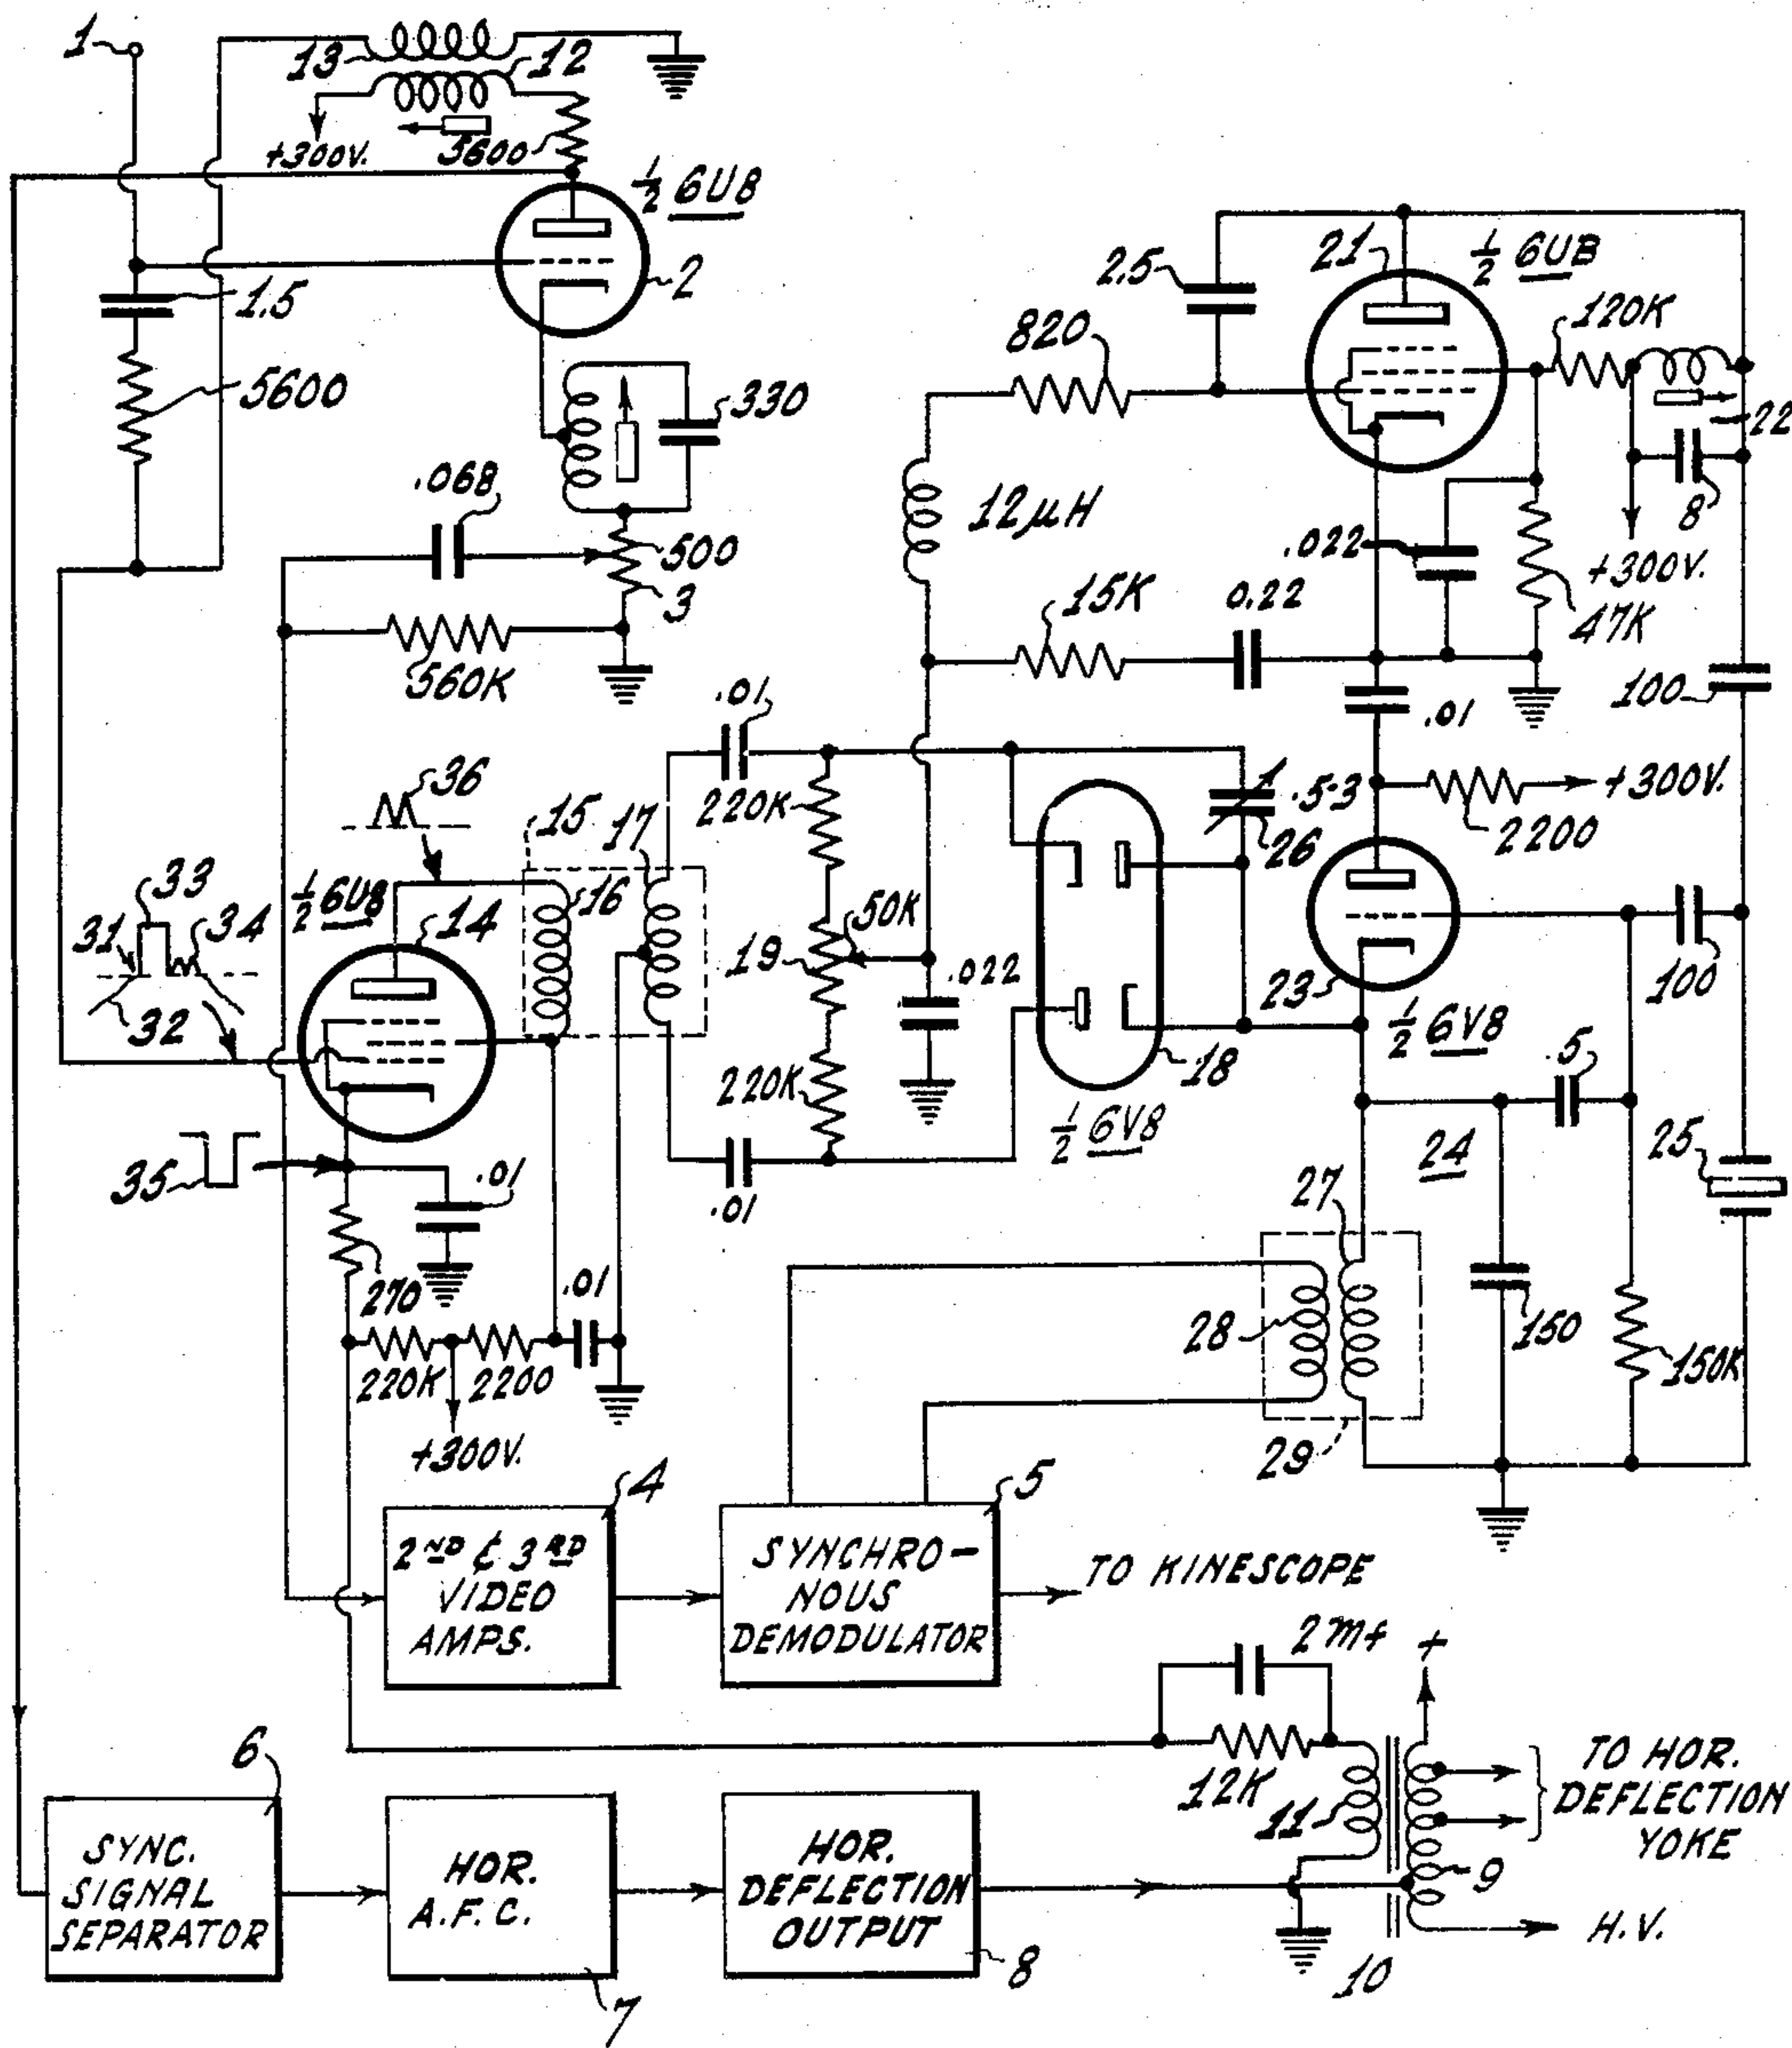 1
13
12
+300V.
5600
1/2 6U8
2
1.5
5600
330
.068
500
3
560K
21
1/2 6U8
2.5
820
120K
22
8
+300V.
12µH
.022
47K
15K
0.22
100
.01
.01
36
15
17
220K
.5-3
26
+300V.
2200
33
31
34
32
1/2 6U8
14
16
19
50K
.022
23
1/2 6V8
100
18
220K
.5
1/2 6V8
24
25
35
.01
.01
27
270
.01
28
150
150K
220K
2200
+300V.
29
4
5
2ND & 3RD
VIDEO
AMPS.
SYNCHRO-
NOUS
DEMODULATOR
TO KINESCOPE
2 mf
+
12K
11
TO HOR.
DEFLECTION
YOKE
9
H.V.
10
6
SYNC.
SIGNAL
SEPARATOR
HOR.
A.F.C.
7
HOR.
DEFLECTION
OUTPUT
8